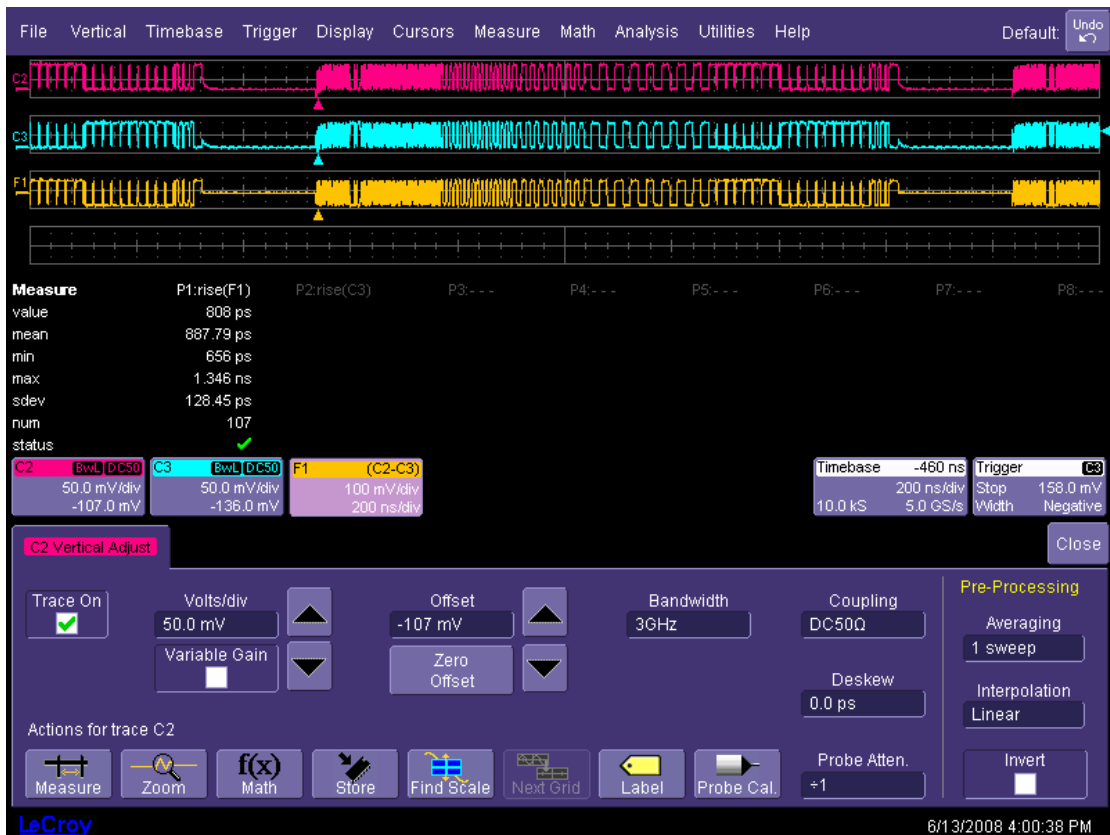 File Vertical Timebase Trigger Display Cursors Measure Math Analysis Utilities Help Default: Undo
C2
C3
F1
Measure P1:rise(F1) P2:rise(C3) P3:- - - P4:- - - P5:- - - P6:- - - P7:- - - P8:- - -
value 808 ps
mean 887.79 ps
min 656 ps
max 1.346 ns
sdev 128.45 ps
num 107
status
C2 BwL DC50 C3 BwL DC50 F1 (C2-C3) Timebase -460 ns Trigger C3
50.0 mV/div 50.0 mV/div 100 mV/div 200 ns/div Stop 158.0 mV
-107.0 mV -136.0 mV 200 ns/div 10.0 kS 5.0 GS/s Width Negative
C2 Vertical Adjust Close
Trace On Volts/div Offset Bandwidth Coupling Pre-Processing
50.0 mV -107 mV 3GHz DC50Ω Averaging
1 sweep
Variable Gain Zero Offset Deskew Interpolation
0.0 ps Linear
Actions for trace C2
Measure Zoom f(x) Math Store Find Scale Next Grid Label Probe Cal. Probe Atten. Invert
÷1
LeCroy 6/13/2008 4:00:38 PM